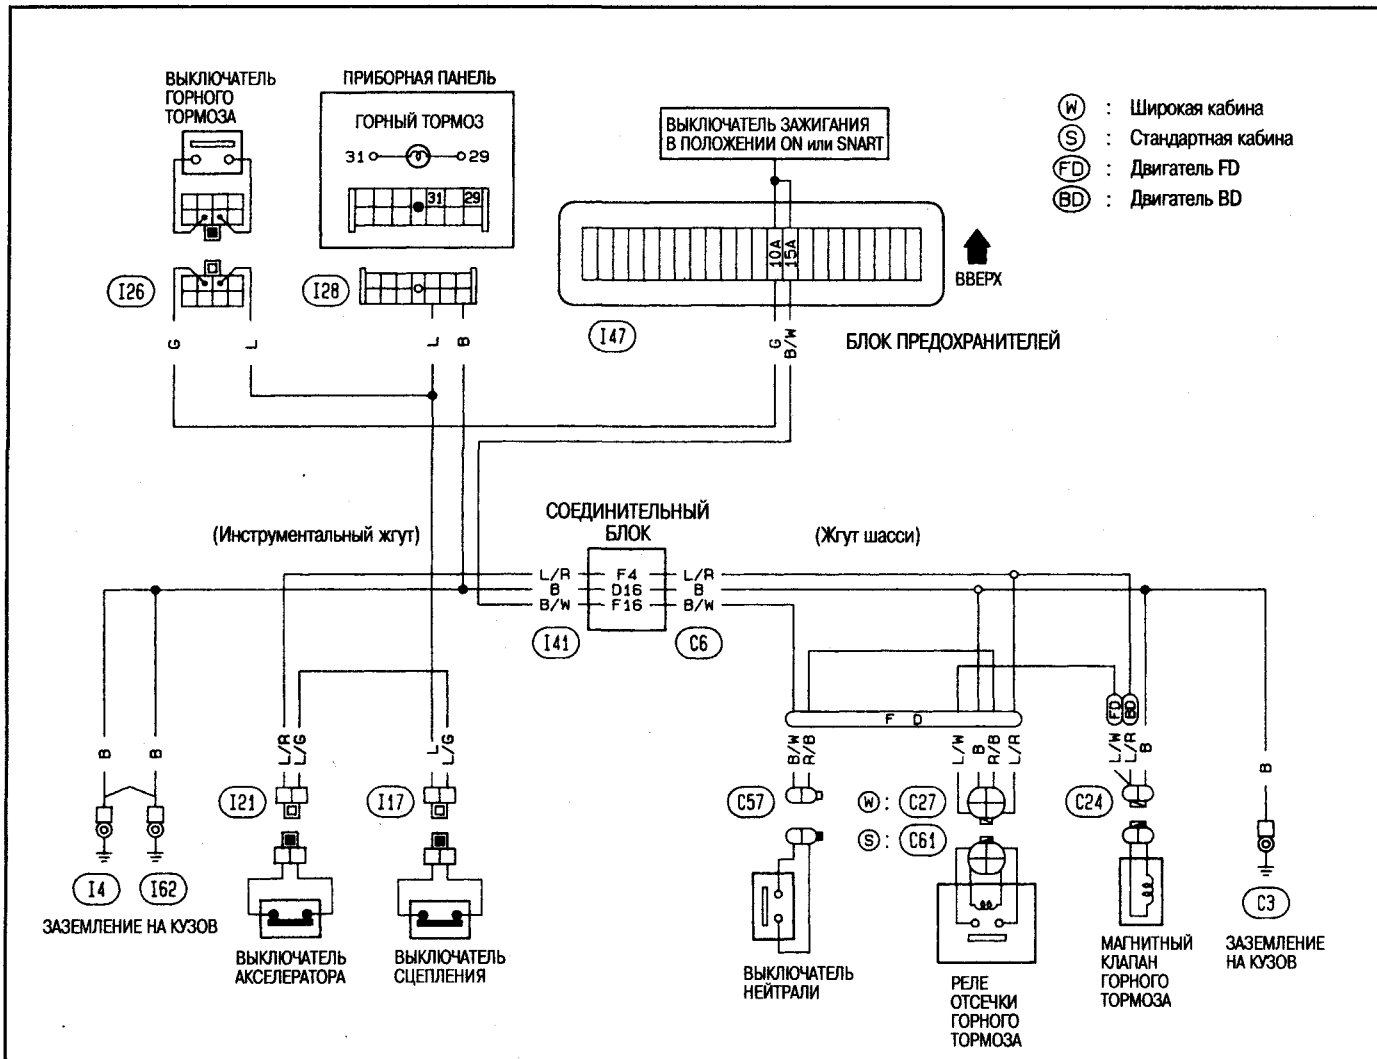 ВЫКЛЮЧАТЕЛЬ
ГОРНОГО
ТОРМОЗА
ПРИБОРНАЯ ПАНЕЛЬ
ГОРНЫЙ ТОРМОЗ
31
29
31
29
ВЫКЛЮЧАТЕЛЬ ЗАЖИГАНИЯ
В ПОЛОЖЕНИИ ON или SNART
W : Широкая кабина
S : Стандартная кабина
FD : Двигатель FD
BD : Двигатель BD
10A
15A
ВВЕРХ
I26
I28
I47
БЛОК ПРЕДОХРАНИТЕЛЕЙ
G
L
L
B
G
B/W
(Инструментальный жгут)
СОЕДИНИТЕЛЬНЫЙ
БЛОК
(Жгут шасси)
L/R F4 L/R
B D16 B
B/W F16 B/W
I41
C6
F D
FD
BD
B
B
L/R
L/G
L
L/G
B/W
R/B
L/W
B
R/B
L/R
L/W
L/R
B
B
I21
I17
C57
W : C27
C24
S : C61
I4
I62
C3
ЗАЗЕМЛЕНИЕ НА КУЗОВ
ВЫКЛЮЧАТЕЛЬ
АКСЕЛЕРАТОРА
ВЫКЛЮЧАТЕЛЬ
СЦЕПЛЕНИЯ
ВЫКЛЮЧАТЕЛЬ
НЕЙТРАЛИ
РЕЛЕ
ОТСЕЧКИ
ГОРНОГО
ТОРМОЗА
МАГНИТНЫЙ
КЛАПАН
ГОРНОГО
ТОРМОЗА
ЗАЗЕМЛЕНИЕ
НА КУЗОВ